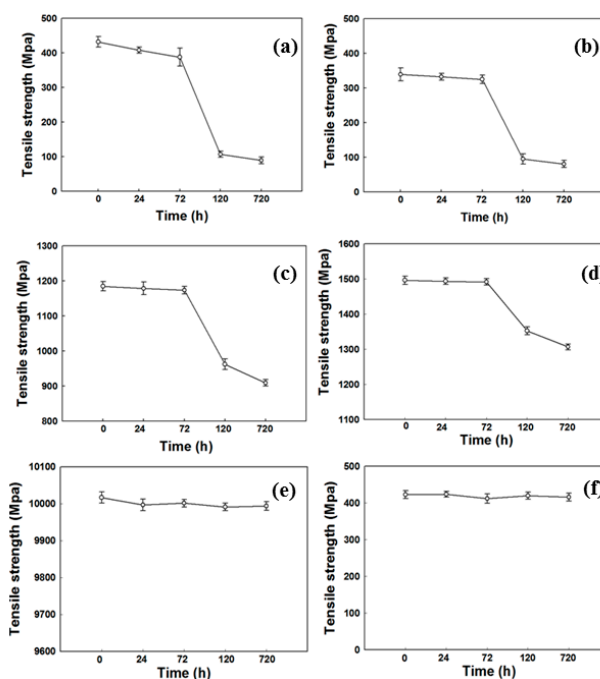 (a)
Tensile strength (Mpa)
500
400
300
200
100
0
0 24 72 120 720
Time (h)
(b)
Tensile strength (Mpa)
500
400
300
200
100
0
0 24 72 120 720
Time (h)
(c)
Tensile strength (Mpa)
1300
1200
1100
1000
900
800
0 24 72 120 720
Time (h)
(d)
Tensile strength (Mpa)
1600
1500
1400
1300
1200
1100
0 24 72 120 720
Time (h)
(e)
Tensile strength (Mpa)
10100
10000
9900
9800
9700
9600
0 24 72 120 720
Time (h)
(f)
Tensile strength (Mpa)
500
400
300
200
100
0
0 24 72 120 720
Time (h)